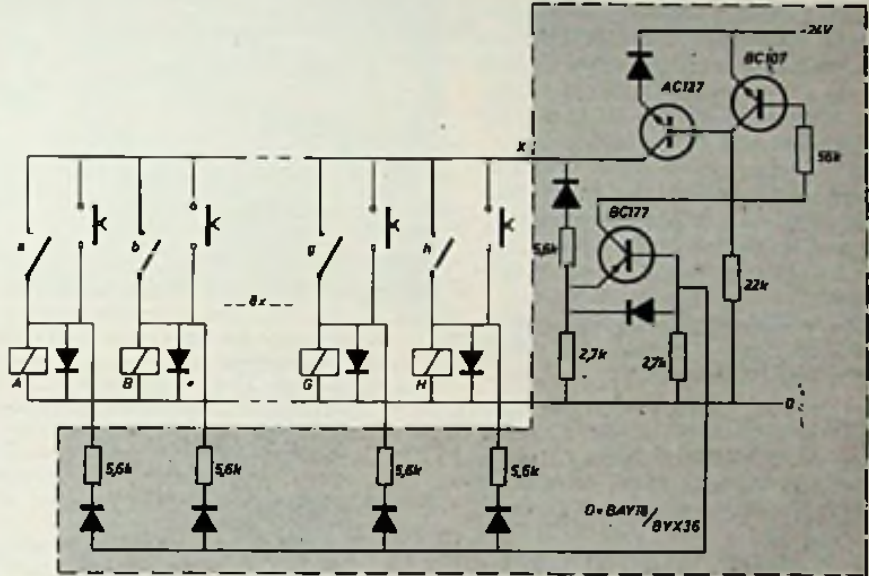 -24V
BC107
AC127
56k
X
BC177
5,6k
22k
a
b
g
h
8x
2,7k
2,7k
A
B
G
H
0
5,6k
5,6k
5,6k
5,6k
D=BAY18/
BYX36